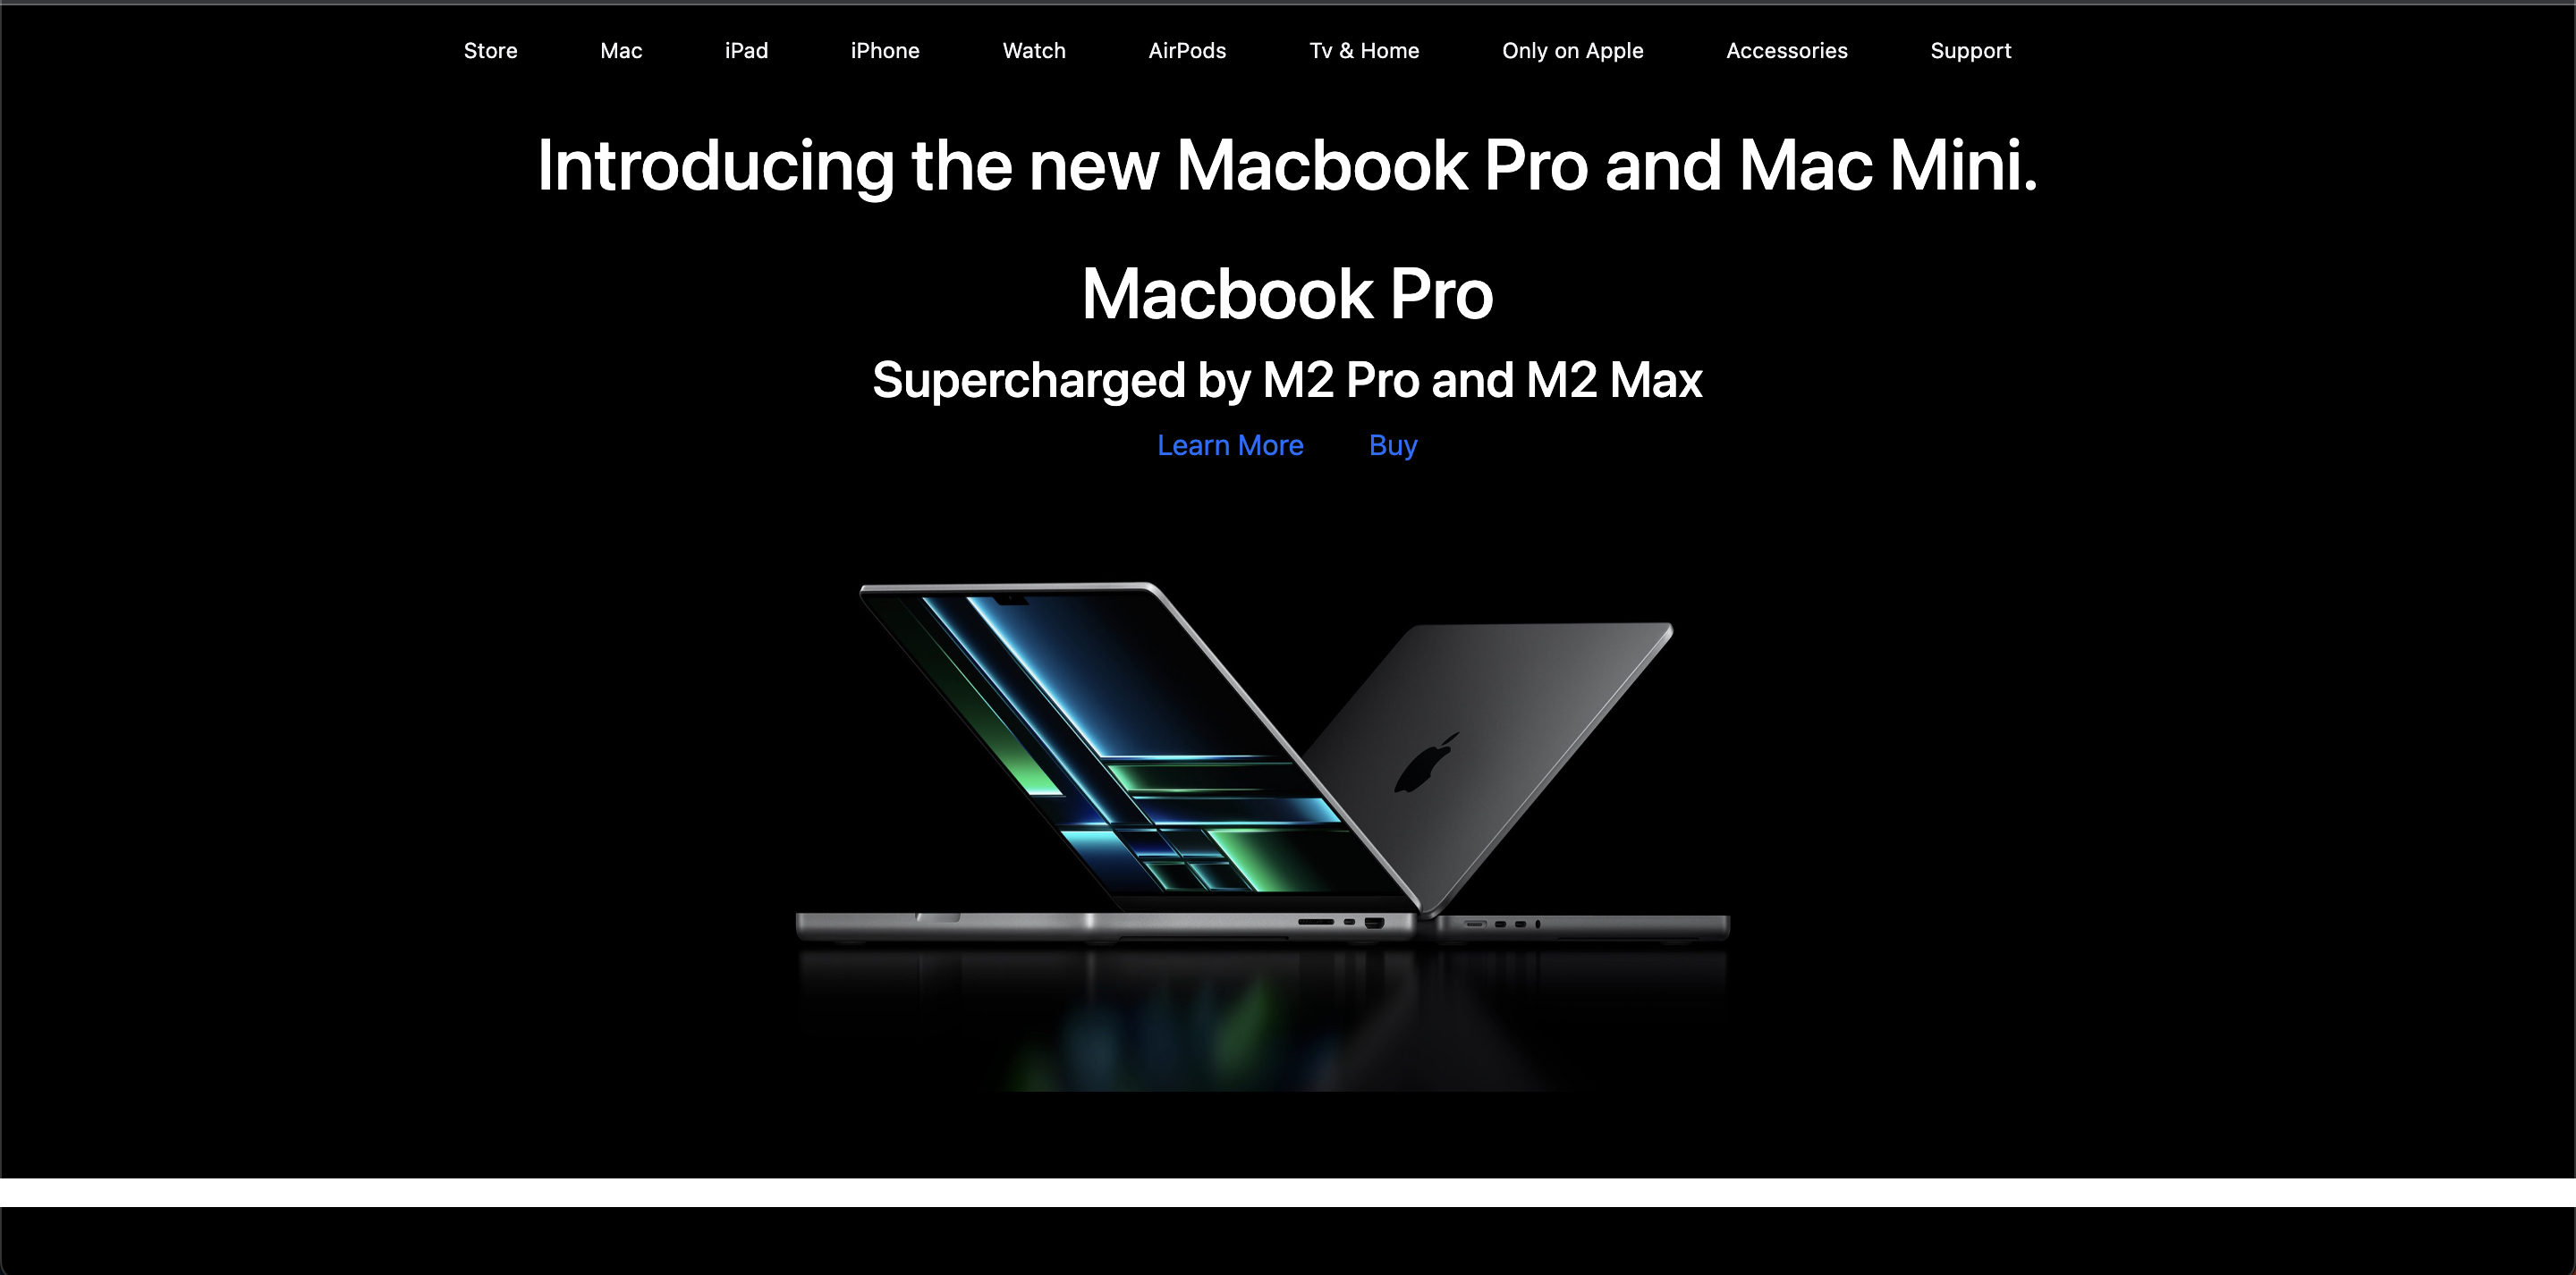 Store Mac iPad iPhone Watch AirPods Tv & Home Only on Apple Accessories Support
Introducing the new Macbook Pro and Mac Mini.
Macbook Pro
Supercharged by M2 Pro and M2 Max
Learn More Buy